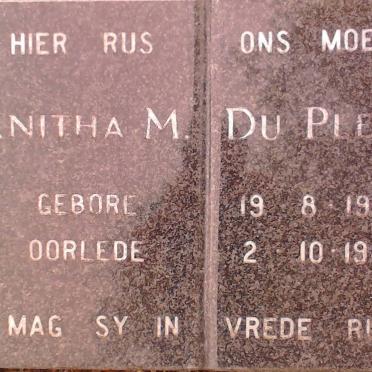 HIER RUS ONS MOE
NITHA M. DU PLE
GEBORE 19 8 19
OORLEDE 2-10-19
MAG SY IN VREDE RU